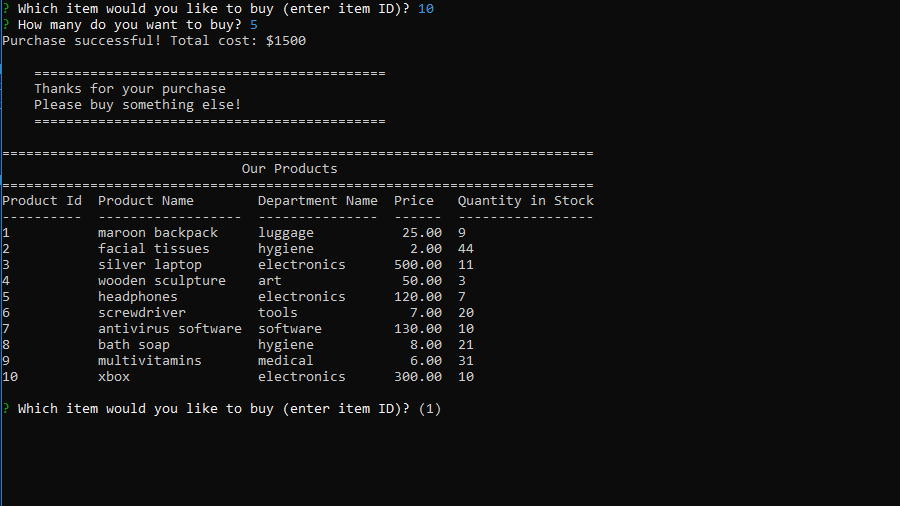 ? Which item would you like to buy (enter item ID)? 10
? How many do you want to buy? 5
Purchase successful! Total cost: $1500
============================================
Thanks for your purchase
Please buy something else!
============================================
==========================================================================
Our Products
==========================================================================
Product Id  Product Name        Department Name  Price   Quantity in Stock
----------  ------------------  ---------------  ------  -----------------
1           maroon backpack     luggage           25.00  9
2           facial tissues      hygiene            2.00  44
3           silver laptop       electronics      500.00  11
4           wooden sculpture    art               50.00  3
5           headphones          electronics      120.00  7
6           screwdriver         tools              7.00  20
7           antivirus software  software         130.00  10
8           bath soap           hygiene            8.00  21
9           multivitamins       medical            6.00  31
10          xbox                electronics      300.00  10
? Which item would you like to buy (enter item ID)? (1)